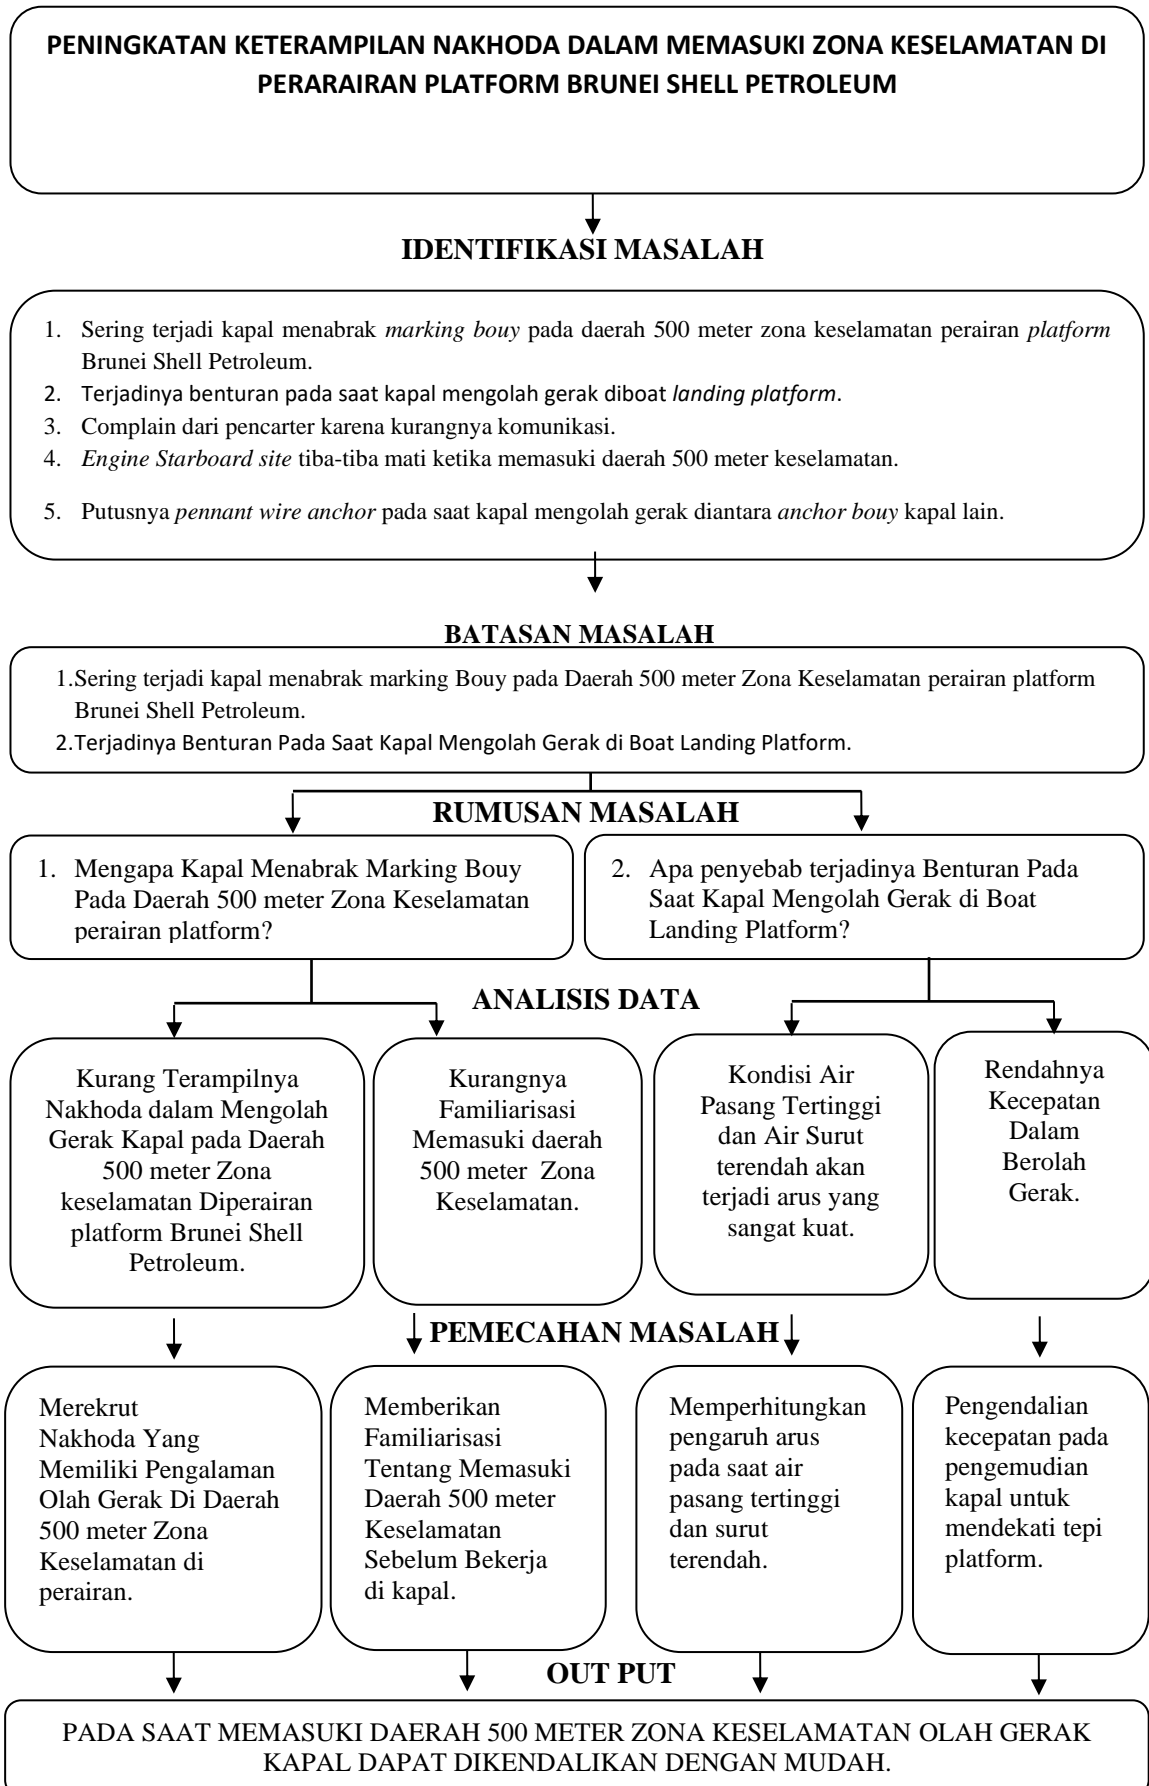 PENINGKATAN KETERAMPILAN NAKHODA DALAM MEMASUKI ZONA KESELAMATAN DI
PERARAIRAN PLATFORM BRUNEI SHELL PETROLEUM
IDENTIFIKASI MASALAH
1. Sering terjadi kapal menabrak marking bouy pada daerah 500 meter zona keselamatan perairan platform
Brunei Shell Petroleum.
2. Terjadinya benturan pada saat kapal mengolah gerak diboat landing platform.
3. Complain dari pencarter karena kurangnya komunikasi.
4. Engine Starboard site tiba-tiba mati ketika memasuki daerah 500 meter keselamatan.
5. Putusnya pennant wire anchor pada saat kapal mengolah gerak diantara anchor bouy kapal lain.
BATASAN MASALAH
1.Sering terjadi kapal menabrak marking Bouy pada Daerah 500 meter Zona Keselamatan perairan platform
Brunei Shell Petroleum.
2.Terjadinya Benturan Pada Saat Kapal Mengolah Gerak di Boat Landing Platform.
RUMUSAN MASALAH
1. Mengapa Kapal Menabrak Marking Bouy
Pada Daerah 500 meter Zona Keselamatan
perairan platform?
2. Apa penyebab terjadinya Benturan Pada
Saat Kapal Mengolah Gerak di Boat
Landing Platform?
ANALISIS DATA
Kurang Terampilnya
Nakhoda dalam Mengolah
Gerak Kapal pada Daerah
500 meter Zona
keselamatan Diperairan
platform Brunei Shell
Petroleum.
Kurangnya
Familiarisasi
Memasuki daerah
500 meter Zona
Keselamatan.
Kondisi Air
Pasang Tertinggi
dan Air Surut
terendah akan
terjadi arus yang
sangat kuat.
Rendahnya
Kecepatan
Dalam
Berolah
Gerak.
PEMECAHAN MASALAH
Merekrut
Nakhoda Yang
Memiliki Pengalaman
Olah Gerak Di Daerah
500 meter Zona
Keselamatan di
perairan.
Memberikan
Familiarisasi
Tentang Memasuki
Daerah 500 meter
Keselamatan
Sebelum Bekerja
di kapal.
Memperhitungkan
pengaruh arus
pada saat air
pasang tertinggi
dan surut
terendah.
Pengendalian
kecepatan pada
pengemudian
kapal untuk
mendekati tepi
platform.
OUT PUT
PADA SAAT MEMASUKI DAERAH 500 METER ZONA KESELAMATAN OLAH GERAK
KAPAL DAPAT DIKENDALIKAN DENGAN MUDAH.